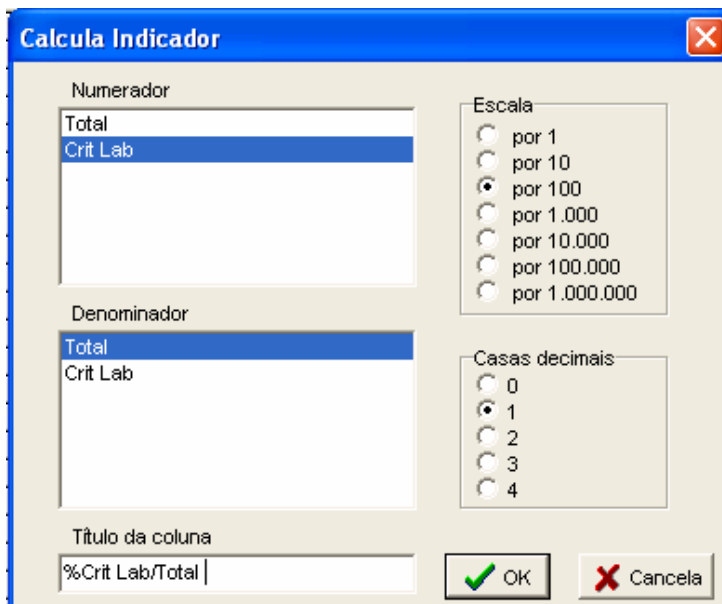 Calcula Indicador
Numerador
Total
Crit Lab
Denominador
Total
Crit Lab
Título da coluna
%Crit Lab/Total
Escala
por 1
por 10
por 100
por 1.000
por 10.000
por 100.000
por 1.000.000
Casas decimais
0
1
2
3
4
OK
Cancela